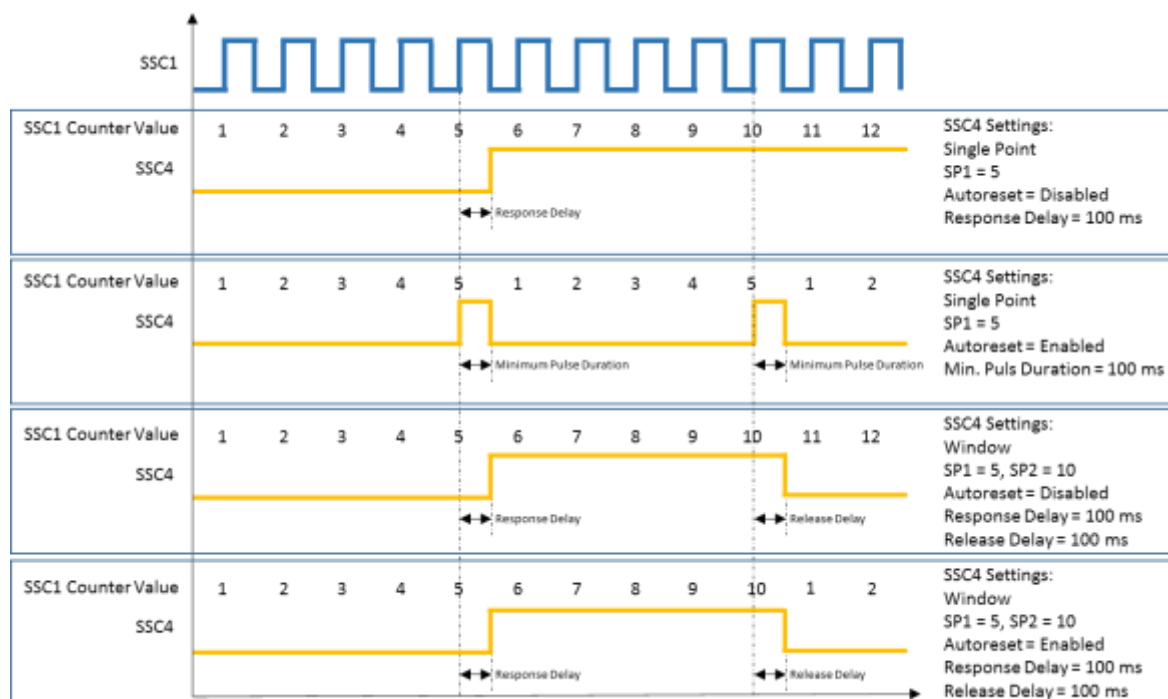 SSC1
SSC1 Counter Value 1 2 3 4 5 6 7 8 9 10 11 12
SSC4
Response Delay
SSC4 Settings:
Single Point
SP1 = 5
Autoreset = Disabled
Response Delay = 100 ms
SSC1 Counter Value 1 2 3 4 5 1 2 3 4 5 1 2
SSC4
Minimum Pulse Duration Minimum Pulse Duration
SSC4 Settings:
Single Point
SP1 = 5
Autoreset = Enabled
Min. Puls Duration = 100 ms
SSC1 Counter Value 1 2 3 4 5 6 7 8 9 10 11 12
SSC4
Response Delay Release Delay
SSC4 Settings:
Window
SP1 = 5, SP2 = 10
Autoreset = Disabled
Response Delay = 100 ms
Release Delay = 100 ms
SSC1 Counter Value 1 2 3 4 5 6 7 8 9 10 1 2
SSC4
Response Delay Release Delay
SSC4 Settings:
Window
SP1 = 5, SP2 = 10
Autoreset = Enabled
Response Delay = 100 ms
Release Delay = 100 ms